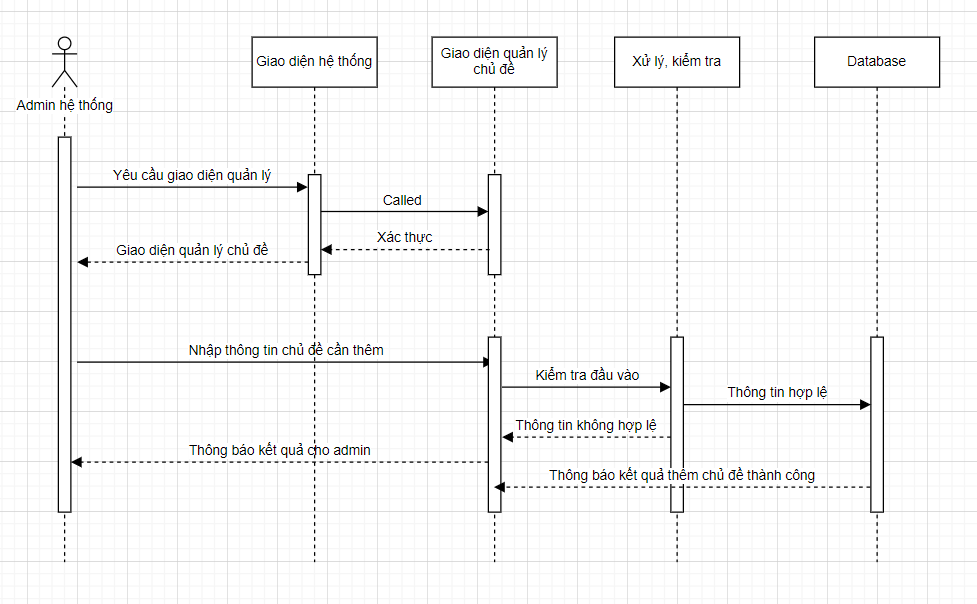 Admin hệ thống
Giao diện hệ thống
Giao diện quản lý
chủ đề
Xử lý, kiểm tra
Database
Yêu cầu giao diện quản lý
Called
Xác thực
Giao diện quản lý chủ đề
Nhập thông tin chủ đề cần thêm
Kiểm tra đầu vào
Thông tin hợp lệ
Thông tin không hợp lệ
Thông báo kết quả cho admin
Thông báo kết quả thêm chủ đề thành công